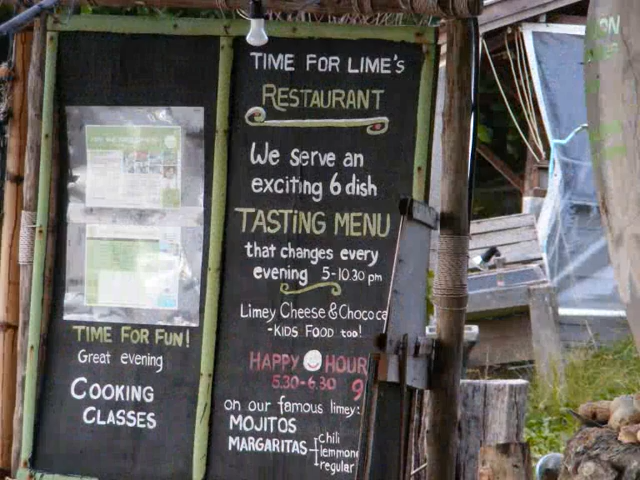 TIME FOR FUN!
Great evening
COOKING
CLASSES
TIME FOR LIME'S
RESTAURANT
We serve an
exciting 6 dish
TASTING MENU
that changes every
evening 5-10.30 pm
Limey Cheese & Choco ca
-KIDS FOOD too!
HAPPY HOUR
5.30-6.30 9
on our famous limey:
MOJITOS
MARGARITAS
chili
lemmon
regular